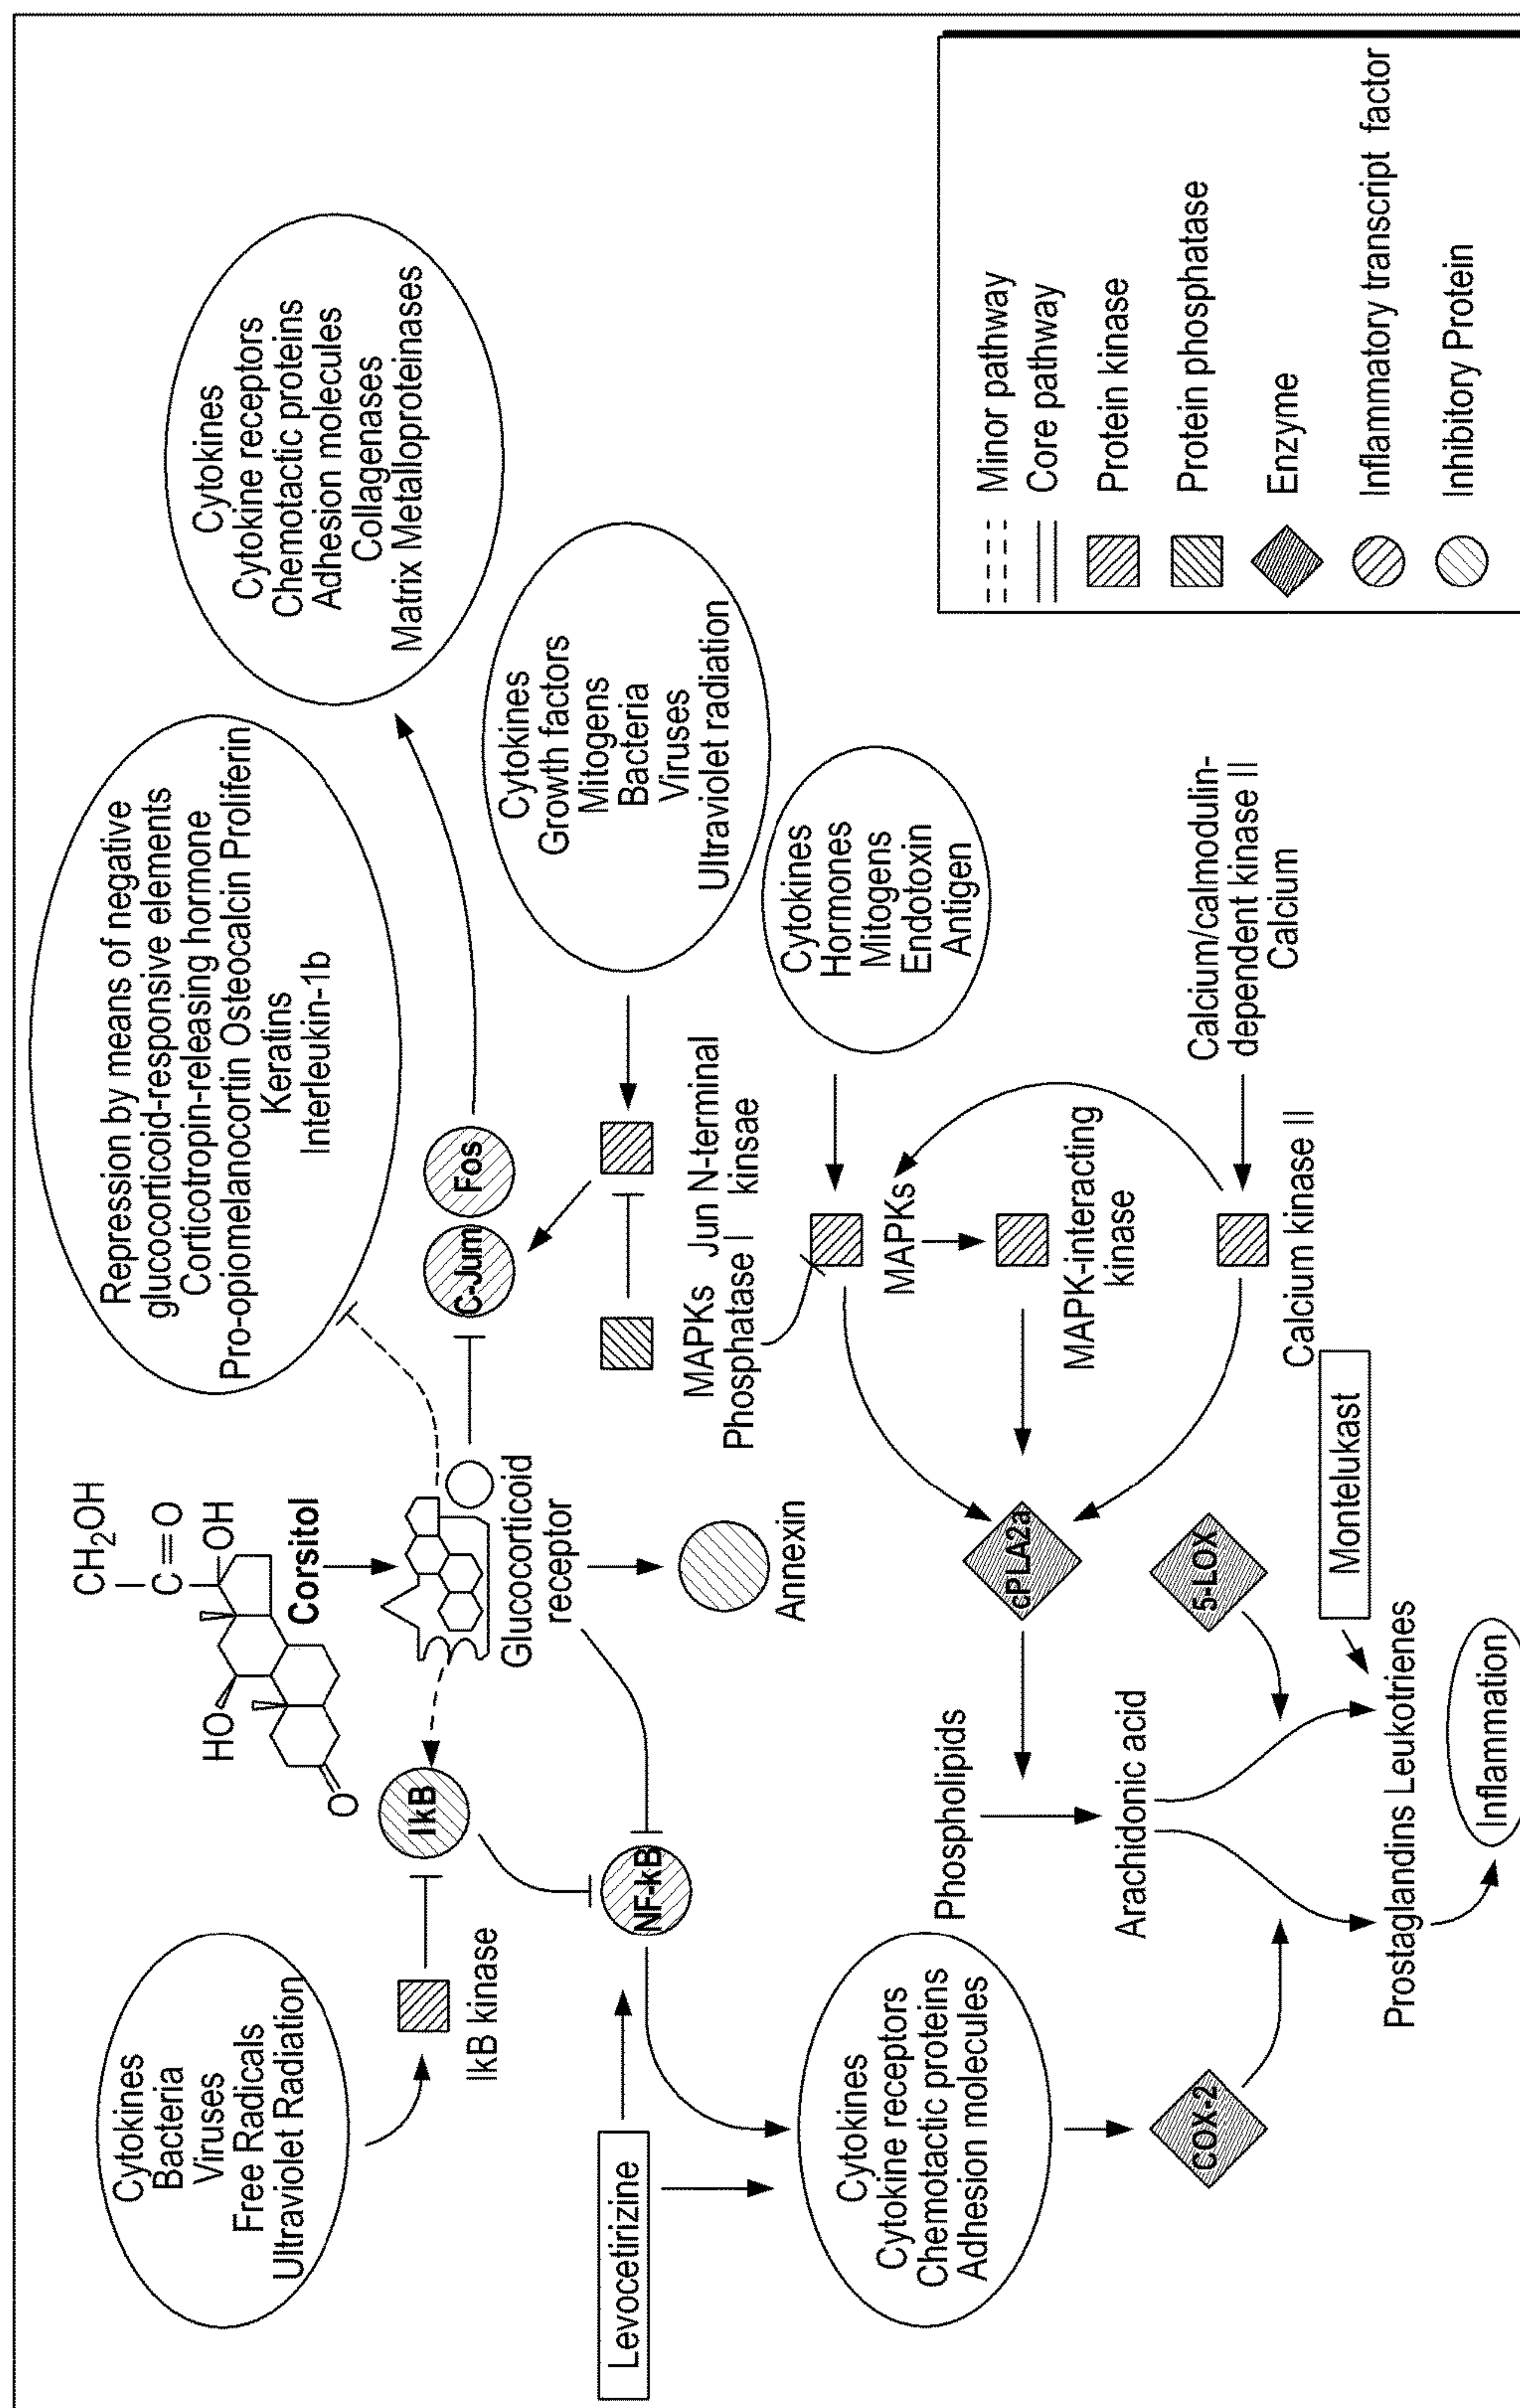 Cytokines
Bacteria
Viruses
Free Radicals
Ultraviolet Radiation
IkB kinase
IkB
CH2OH
C=O
OH
HO
O
Corsitol
Glucocorticoid
receptor
Annexin
Repression by means of negative
glucocorticoid-responsive elements
Corticotropin-releasing hormone
Pro-opiomelanocortin Osteocalcin Proliferin
Keratins
Interleukin-1b
Cytokines
Cytokine receptors
Chemotactic proteins
Adhesion molecules
Collagenases
Matrix Metalloproteinases
C-Jum
Fos
Cytokines
Growth factors
Mitogens
Bacteria
Viruses
Ultraviolet radiation
MAPKs
Phosphatase I
Jun N-terminal
kinsae
Levocetirizine
NF-kB
Cytokines
Cytokine receptors
Chemotactic proteins
Adhesion molecules
COX-2
Cytokines
Hormones
Mitogens
Endotoxin
Antigen
MAPKs
MAPK-interacting
kinase
Calcium/calmodulin-
dependent kinase II
Calcium
Calcium kinase II
cPLA2a
Phospholipids
Arachidonic acid
5-LOX
Montelukast
Prostaglandins Leukotrienes
Inflammation
Minor pathway
Core pathway
Protein kinase
Protein phosphatase
Enzyme
Inflammatory transcript factor
Inhibitory Protein